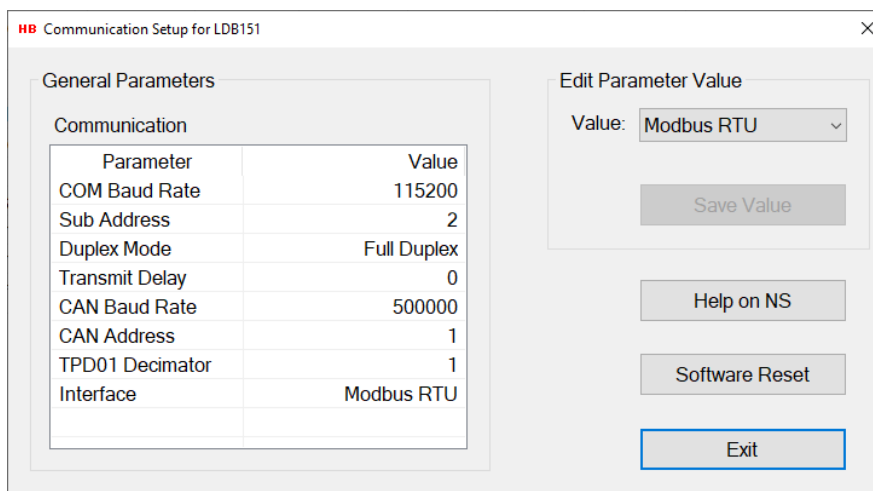 HB Communication Setup for LDB151
General Parameters
Communication
Parameter Value
COM Baud Rate 115200
Sub Address 2
Duplex Mode Full Duplex
Transmit Delay 0
CAN Baud Rate 500000
CAN Address 1
TPD01 Decimator 1
Interface Modbus RTU
Edit Parameter Value
Value: Modbus RTU
Save Value
Help on NS
Software Reset
Exit